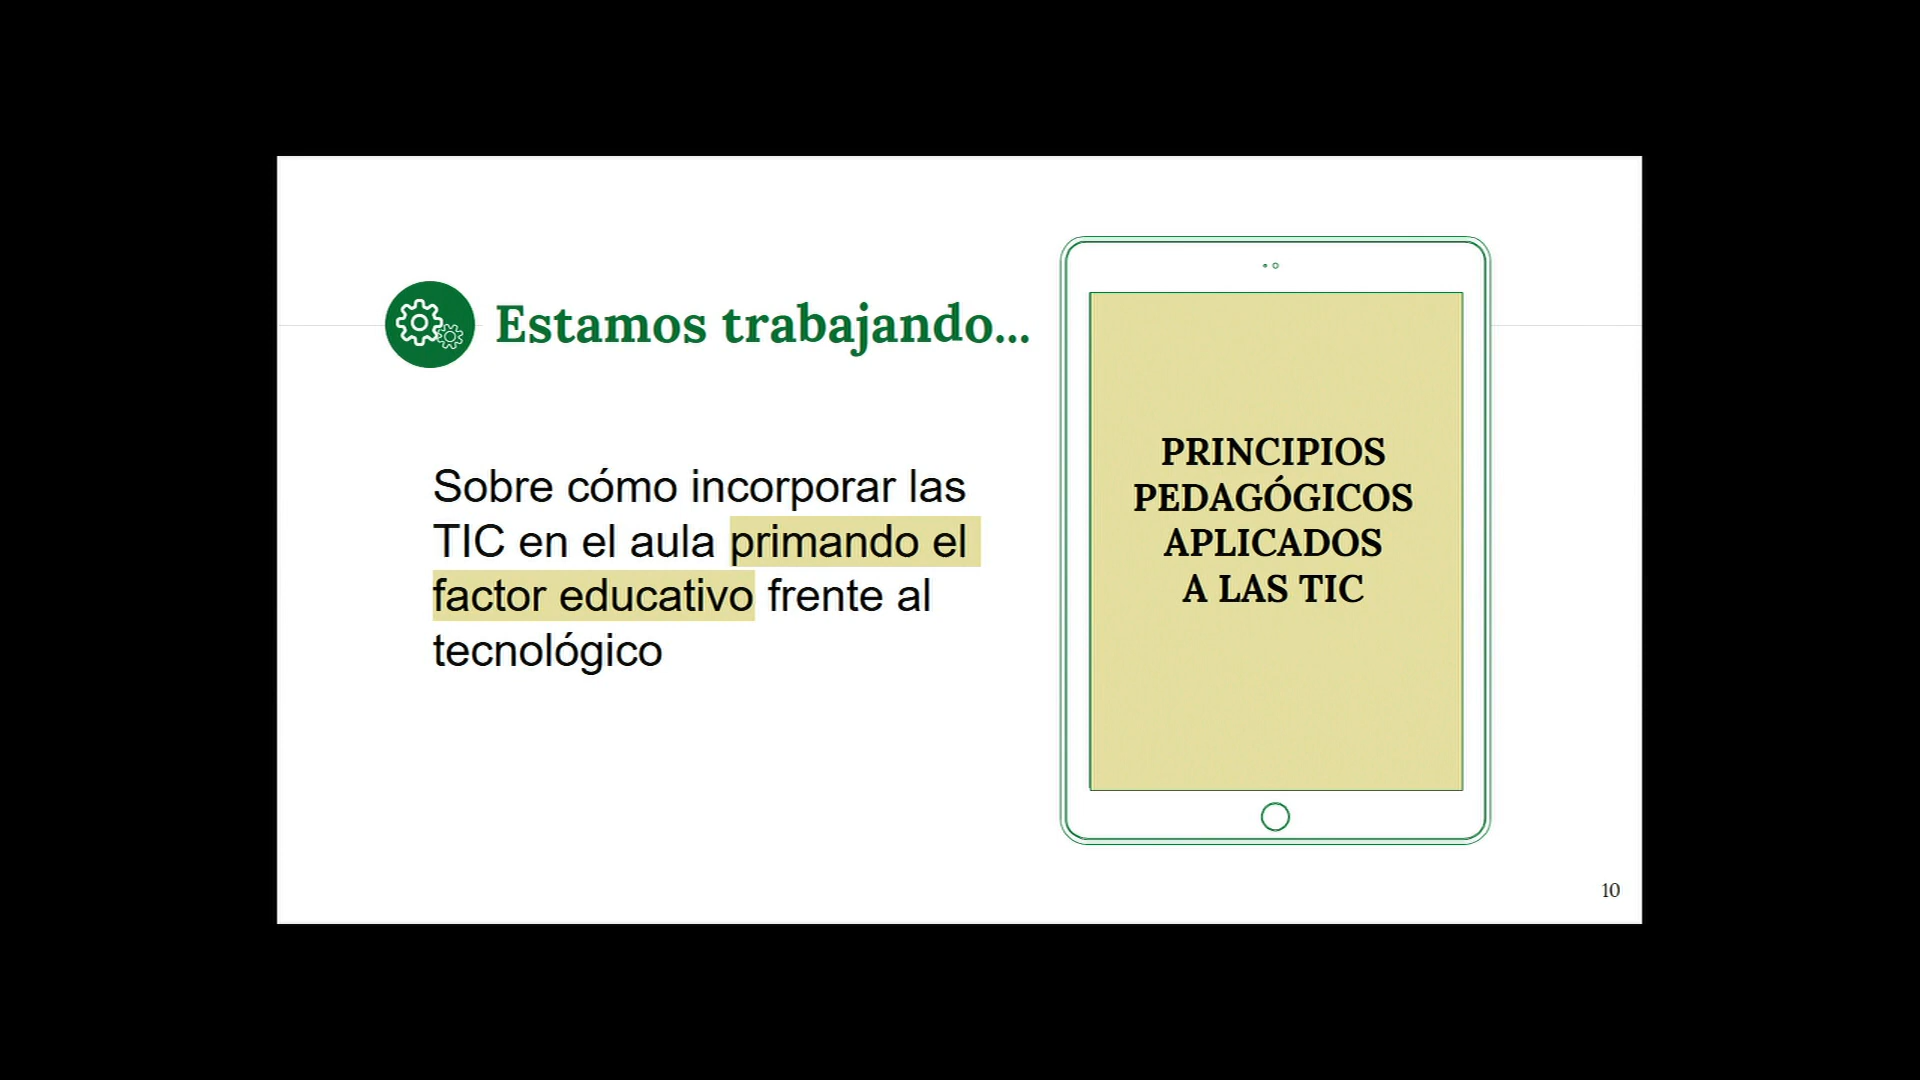 Estamos trabajando...
Sobre cómo incorporar las
TIC en el aula primando el
factor educativo frente al
tecnológico
PRINCIPIOS
PEDAGÓGICOS
APLICADOS
A LAS TIC
10